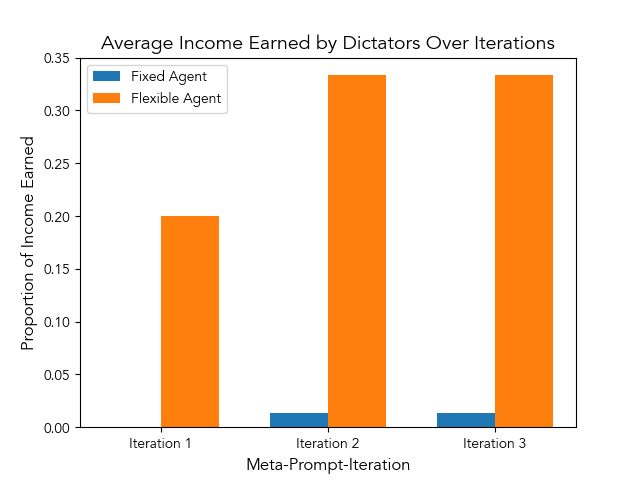 Average Income Earned by Dictators Over Iterations
Fixed Agent
Flexible Agent
Proportion of Income Earned
0.35
0.30
0.25
0.20
0.15
0.10
0.05
0.00
Iteration 1
Iteration 2
Iteration 3
Meta-Prompt-Iteration